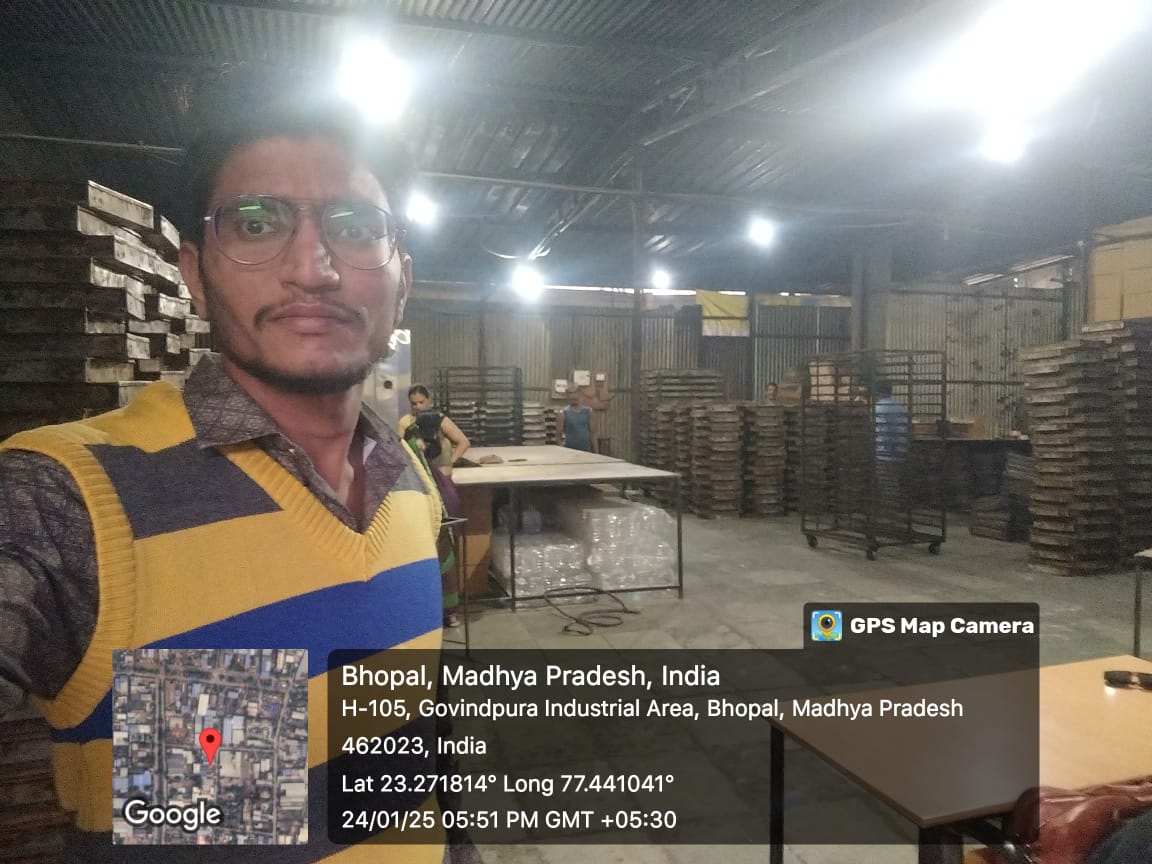 GPS Map Camera
Bhopal, Madhya Pradesh, India
H-105, Govindpura Industrial Area, Bhopal, Madhya Pradesh
462023, India
Lat 23.271814° Long 77.441041°
24/01/25 05:51 PM GMT +05:30
Google